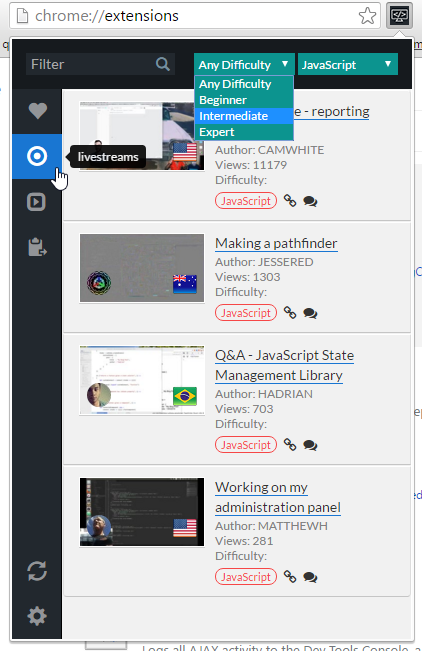 chrome://extensions
Filter
Any Difficulty
JavaScript
Any Difficulty
Beginner
Intermediate
Expert
e - reporting
Author: CAMWHITE
Views: 11179
Difficulty:
JavaScript
livestreams
Making a pathfinder
Author: JESSERED
Views: 1303
Difficulty:
JavaScript
Q&A - JavaScript State
Management Library
Author: HADRIAN
Views: 703
Difficulty:
JavaScript
Working on my
administration panel
Author: MATTHEWH
Views: 281
Difficulty:
JavaScript
Logs all AJAX activity to the Dev Tools Console, a